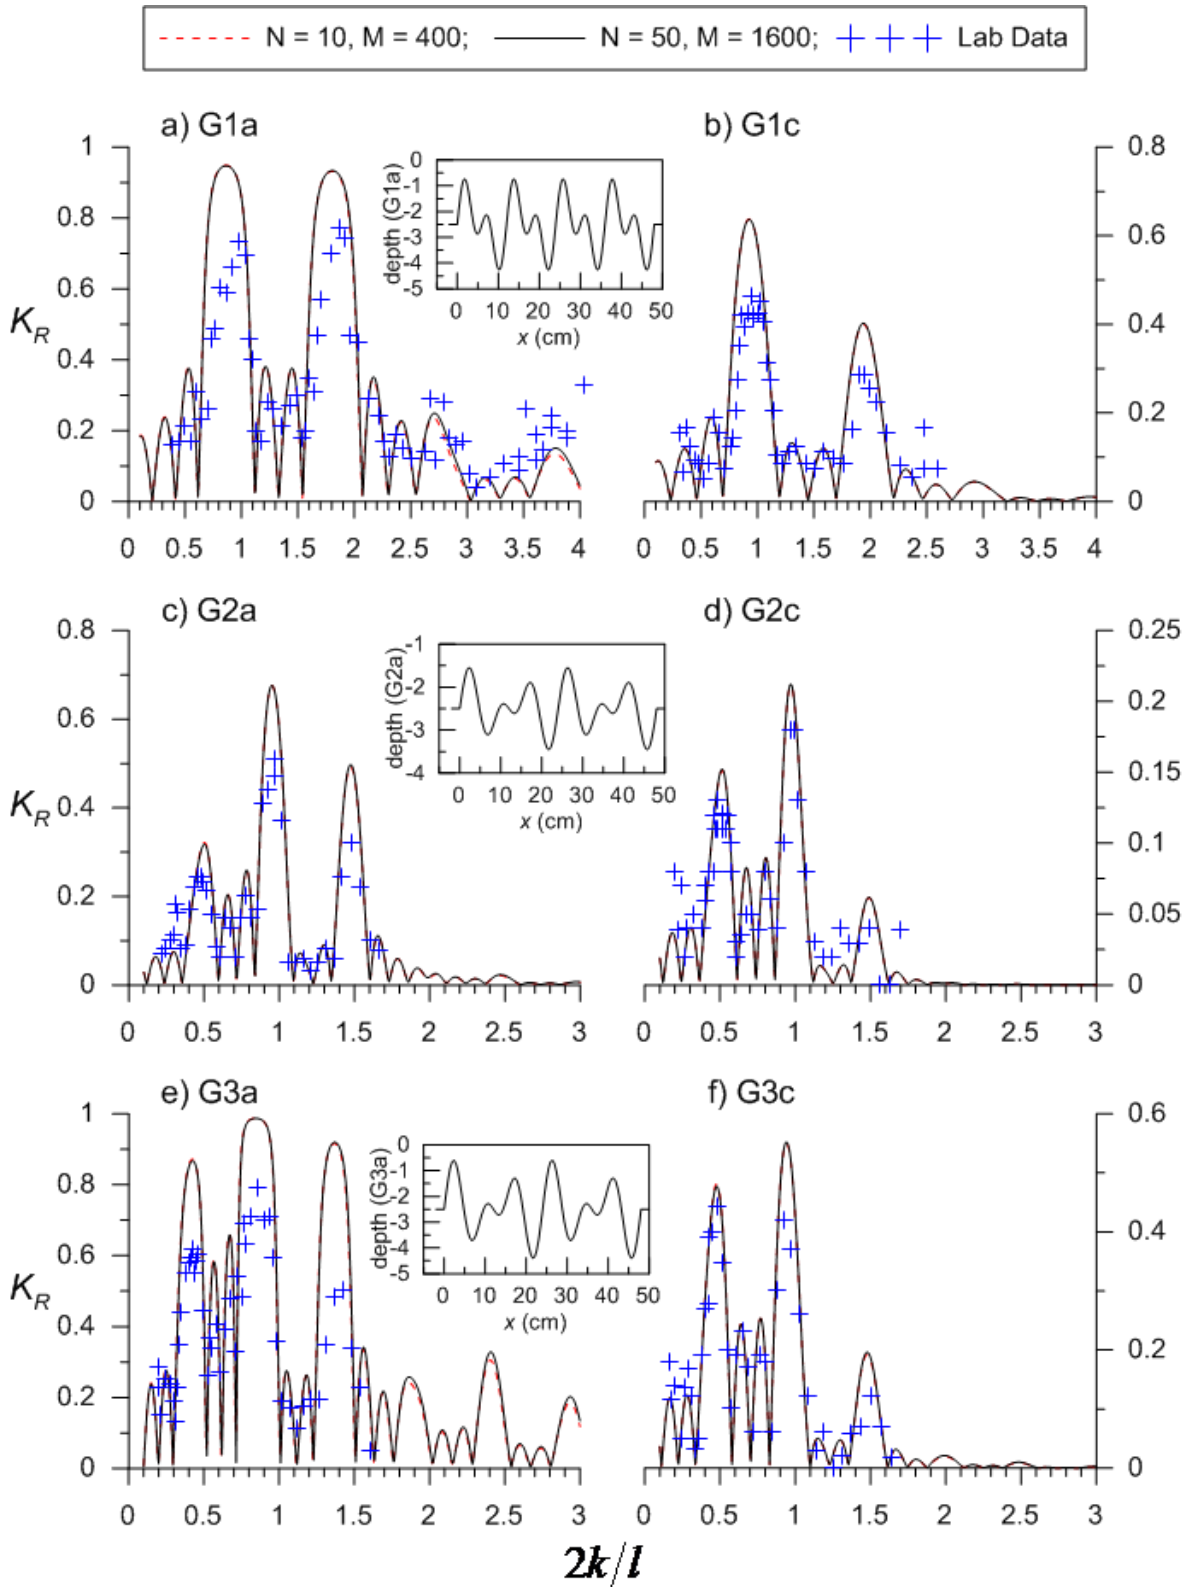 N = 10, M = 400; N = 50, M = 1600; Lab Data
a) G1a
b) G1c
1
0.8
0.6
0.4
0.2
0
K_R
0 0.5 1 1.5 2 2.5 3 3.5 4
depth (G1a)
0
-1
-2
-3
-4
-5
0 10 20 30 40 50
x (cm)
0.8
0.6
0.4
0.2
0
0 0.5 1 1.5 2 2.5 3 3.5 4
c) G2a
d) G2c
0.8
0.6
0.4
0.2
0
K_R
0 0.5 1 1.5 2 2.5 3
depth (G2a)
-1
-2
-3
-4
0 10 20 30 40 50
x (cm)
0.25
0.2
0.15
0.1
0.05
0
0 0.5 1 1.5 2 2.5 3
e) G3a
f) G3c
1
0.8
0.6
0.4
0.2
0
K_R
0 0.5 1 1.5 2 2.5 3
depth (G3a)
0
-1
-2
-3
-4
-5
0 10 20 30 40 50
x (cm)
0.6
0.4
0.2
0
0 0.5 1 1.5 2 2.5 3
2k/l